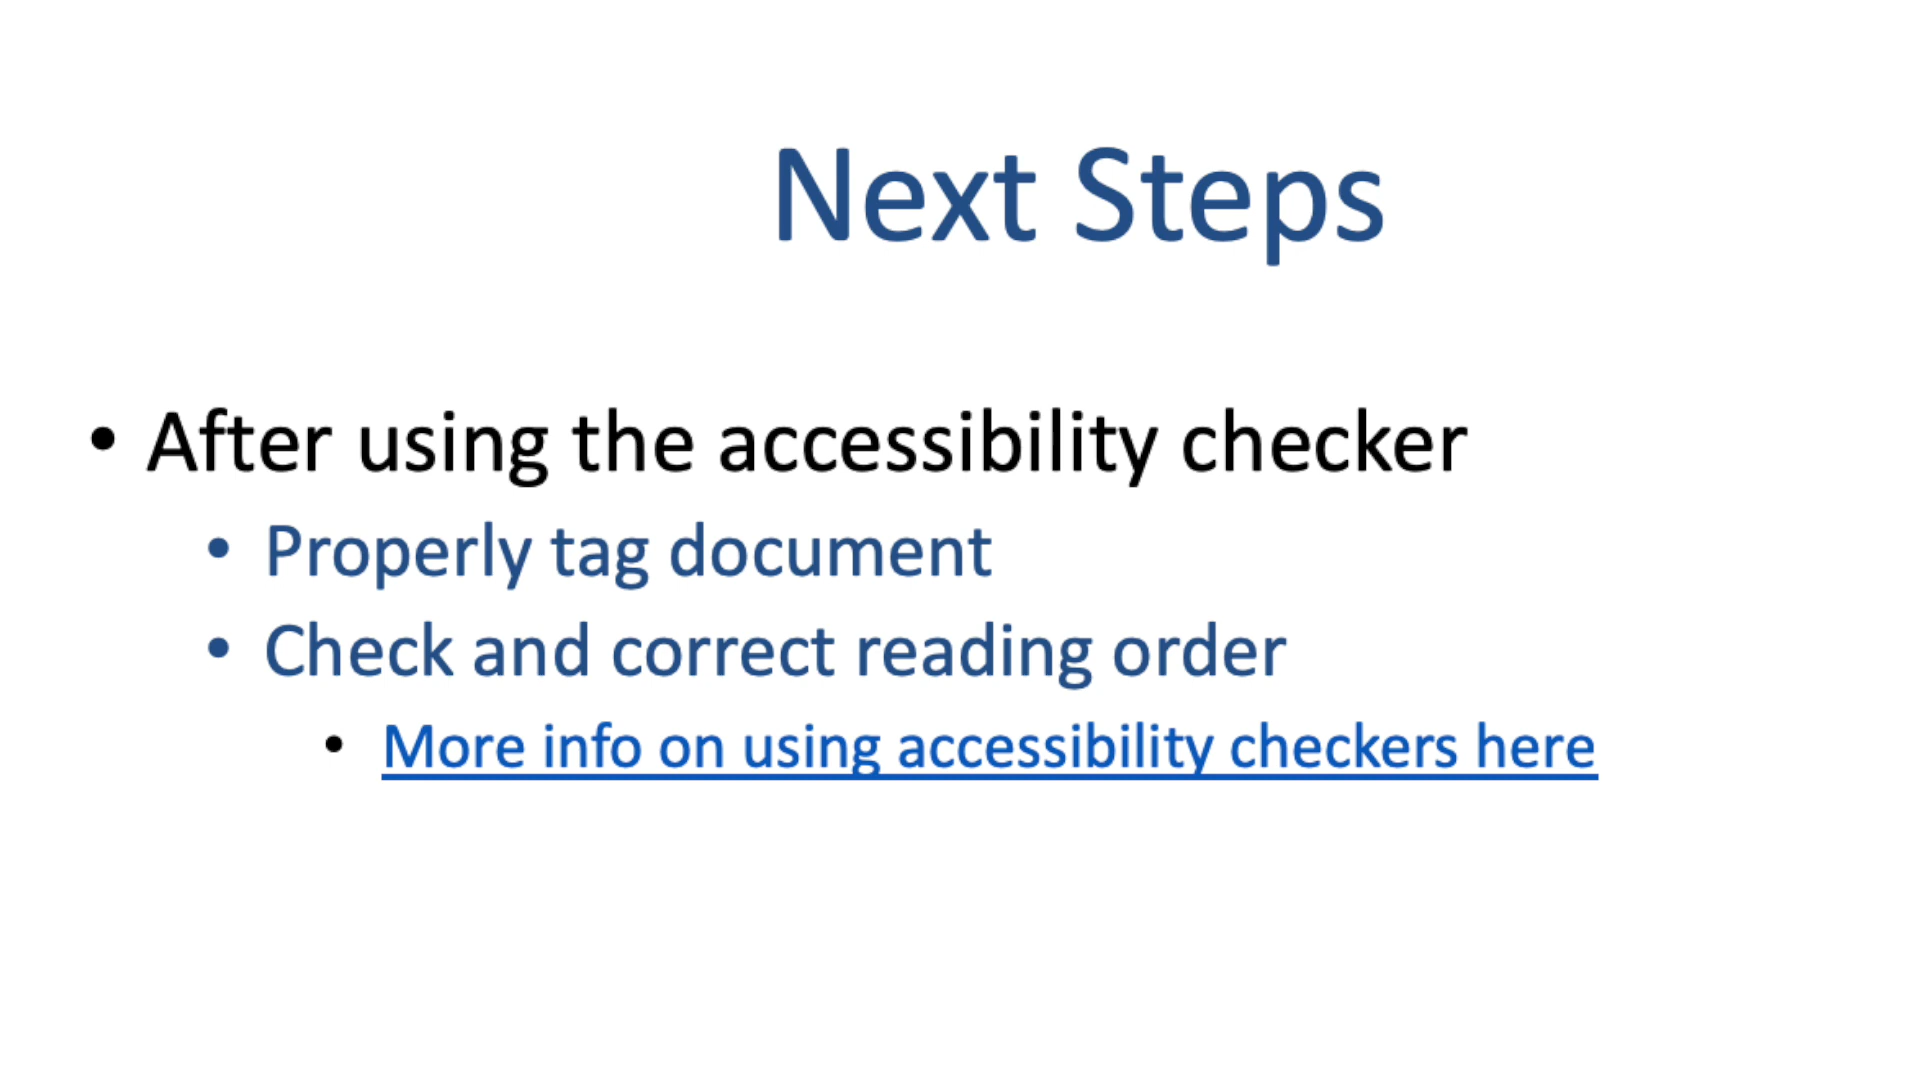 Next Steps
• After using the accessibility checker
• Properly tag document
• Check and correct reading order
• More info on using accessibility checkers here